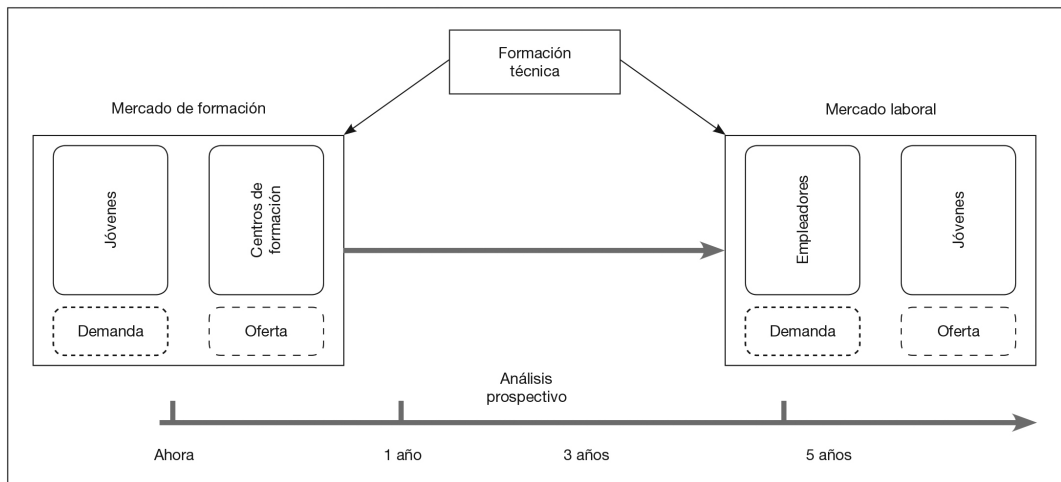 Formación
técnica
Mercado de formación
Mercado laboral
Jóvenes
Centros de
formación
Empleadores
Jóvenes
Demanda
Oferta
Demanda
Oferta
Análisis
prospectivo
Ahora
1 año
3 años
5 años